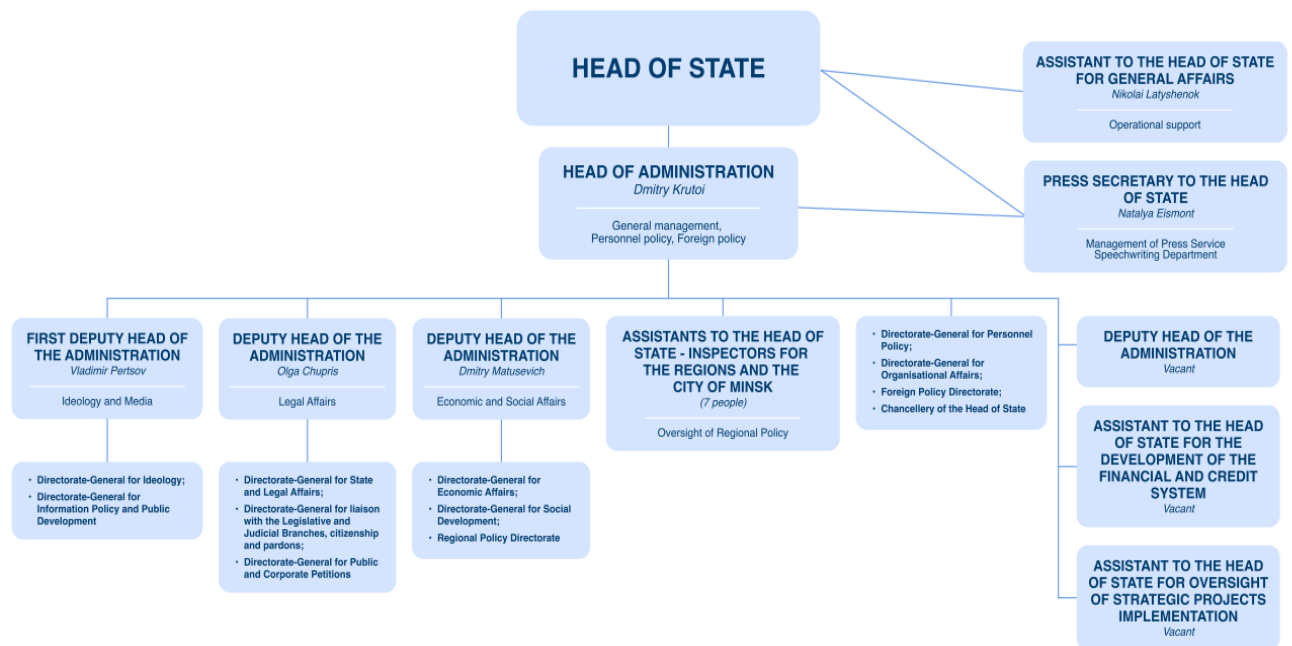 HEAD OF STATE
ASSISTANT TO THE HEAD OF STATE
FOR GENERAL AFFAIRS
Nikolai Latyshenok
Operational support
HEAD OF ADMINISTRATION
Dmitry Krutoi
General management,
Personnel policy, Foreign policy
PRESS SECRETARY TO THE HEAD
OF STATE
Natalya Eismont
Management of Press Service
Speechwriting Department
FIRST DEPUTY HEAD OF
THE ADMINISTRATION
Vladimir Pertsov
Ideology and Media
• Directorate-General for Ideology;
• Directorate-General for
Information Policy and Public
Development
DEPUTY HEAD OF THE
ADMINISTRATION
Olga Chupris
Legal Affairs
• Directorate-General for State
and Legal Affairs;
• Directorate-General for liaison
with the Legislative and
Judicial Branches, citizenship
and pardons;
• Directorate-General for Public
and Corporate Petitions
DEPUTY HEAD OF THE
ADMINISTRATION
Dmitry Matusevich
Economic and Social Affairs
• Directorate-General for
Economic Affairs;
• Directorate-General for Social
Development;
• Regional Policy Directorate
ASSISTANTS TO THE HEAD OF
STATE - INSPECTORS FOR
THE REGIONS AND THE
CITY OF MINSK
(7 people)
Oversight of Regional Policy
• Directorate-General for Personnel
Policy;
• Directorate-General for
Organisational Affairs;
• Foreign Policy Directorate;
• Chancellery of the Head of State
DEPUTY HEAD OF THE
ADMINISTRATION
Vacant
ASSISTANT TO THE HEAD
OF STATE FOR THE
DEVELOPMENT OF THE
FINANCIAL AND CREDIT
SYSTEM
Vacant
ASSISTANT TO THE HEAD
OF STATE FOR OVERSIGHT
OF STRATEGIC PROJECTS
IMPLEMENTATION
Vacant